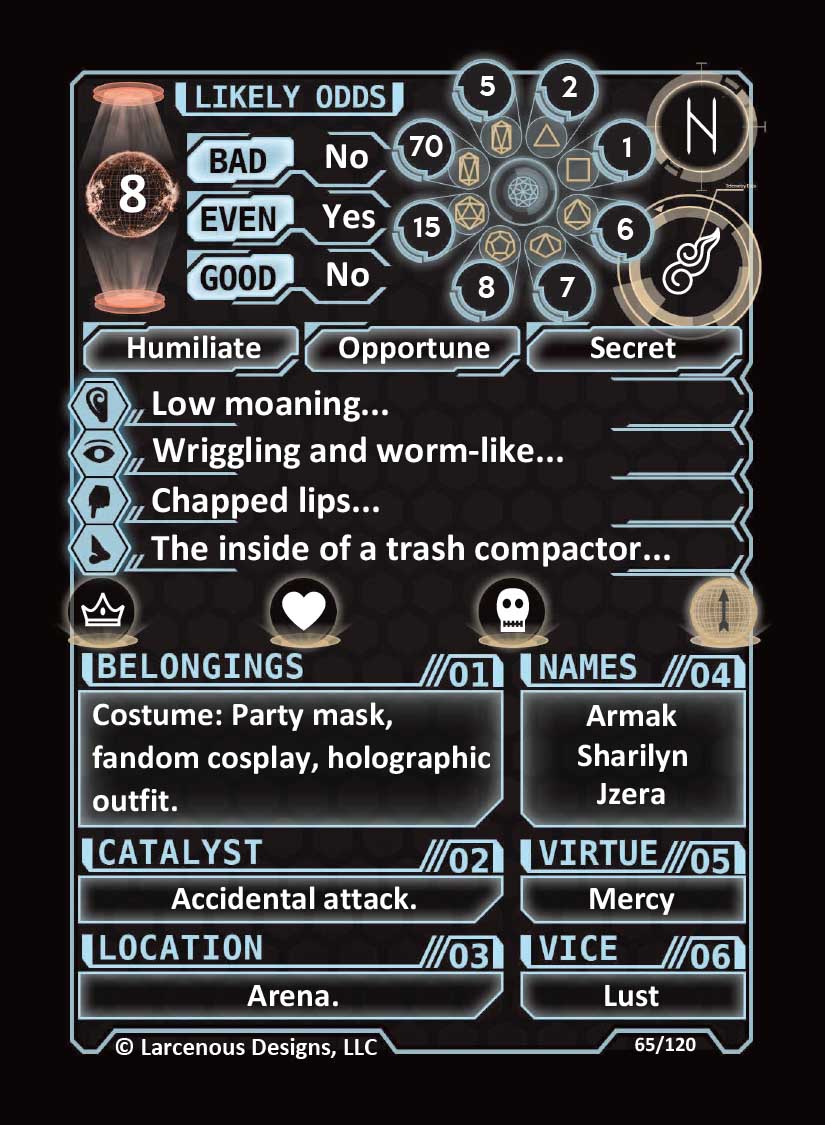 LIKELY ODDS
8
BAD No
EVEN Yes
GOOD No
5
2
70
1
15
6
8
7
ᚺ
Humiliate
Opportune
Secret
Low moaning...
Wriggling and worm-like...
Chapped lips...
The inside of a trash compactor...
BELONGINGS ///01
Costume: Party mask,
fandom cosplay, holographic
outfit.
NAMES ///04
Armak
Sharilyn
Jzera
CATALYST ///02
Accidental attack.
VIRTUE ///05
Mercy
LOCATION ///03
Arena.
VICE ///06
Lust
© Larcenous Designs, LLC
65/120